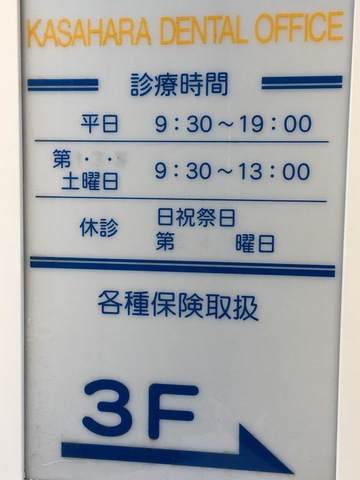 KASAHARA DENTAL OFFICE
診療時間
平日 9:30~19:00
第・・
土曜日 9:30~13:00
休診 日祝祭日
第 曜日
各種保険取扱
3F